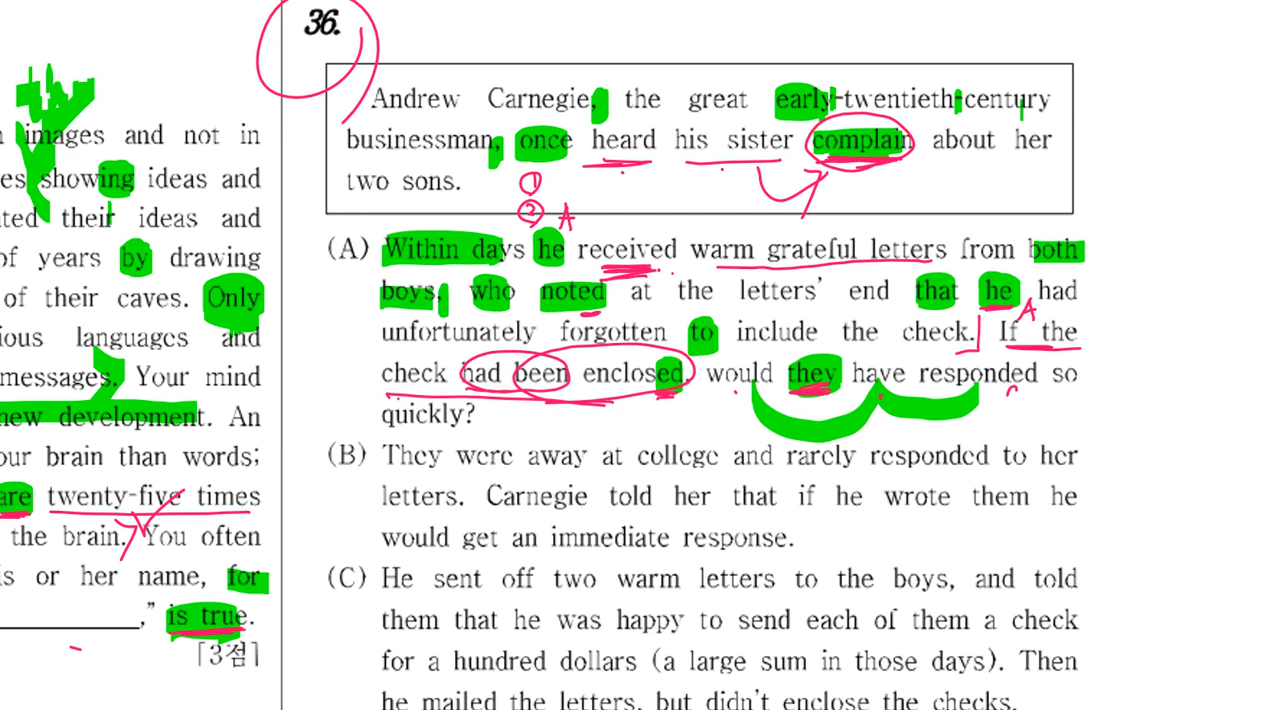 images and not in
showing ideas and
their ideas and
of years by drawing
of their caves. Only
languages and
messages. Your mind
new development. An
your brain than words;
are twenty-five times
the brain. You often
is or her name, for
________," is true.
[3점]
36.
Andrew Carnegie, the great early-twentieth-century
businessman, once heard his sister complain about her
two sons.
①
② A
(A) Within days he received warm grateful letters from both
boys, who noted at the letters' end that he had
A
unfortunately forgotten to include the check. If the
check had been enclosed, would they have responded so
quickly?
(B) They were away at college and rarely responded to her
letters. Carnegie told her that if he wrote them he
would get an immediate response.
(C) He sent off two warm letters to the boys, and told
them that he was happy to send each of them a check
for a hundred dollars (a large sum in those days). Then
he mailed the letters, but didn't enclose the checks.